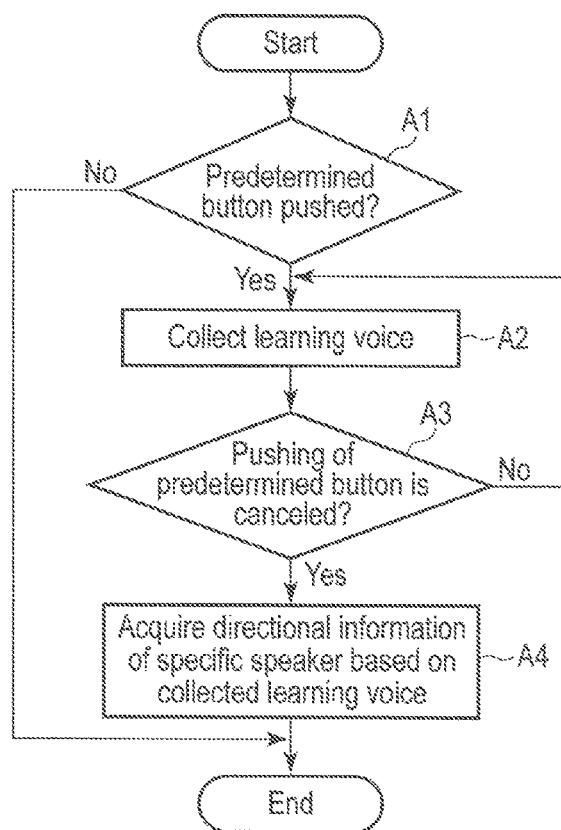 Start
A1
No
Predetermined
button pushed?
Yes
Collect learning voice
A2
A3
Pushing of
predetermined button is
canceled?
No
Yes
Acquire directional information
of specific speaker based on
collected learning voice
A4
End